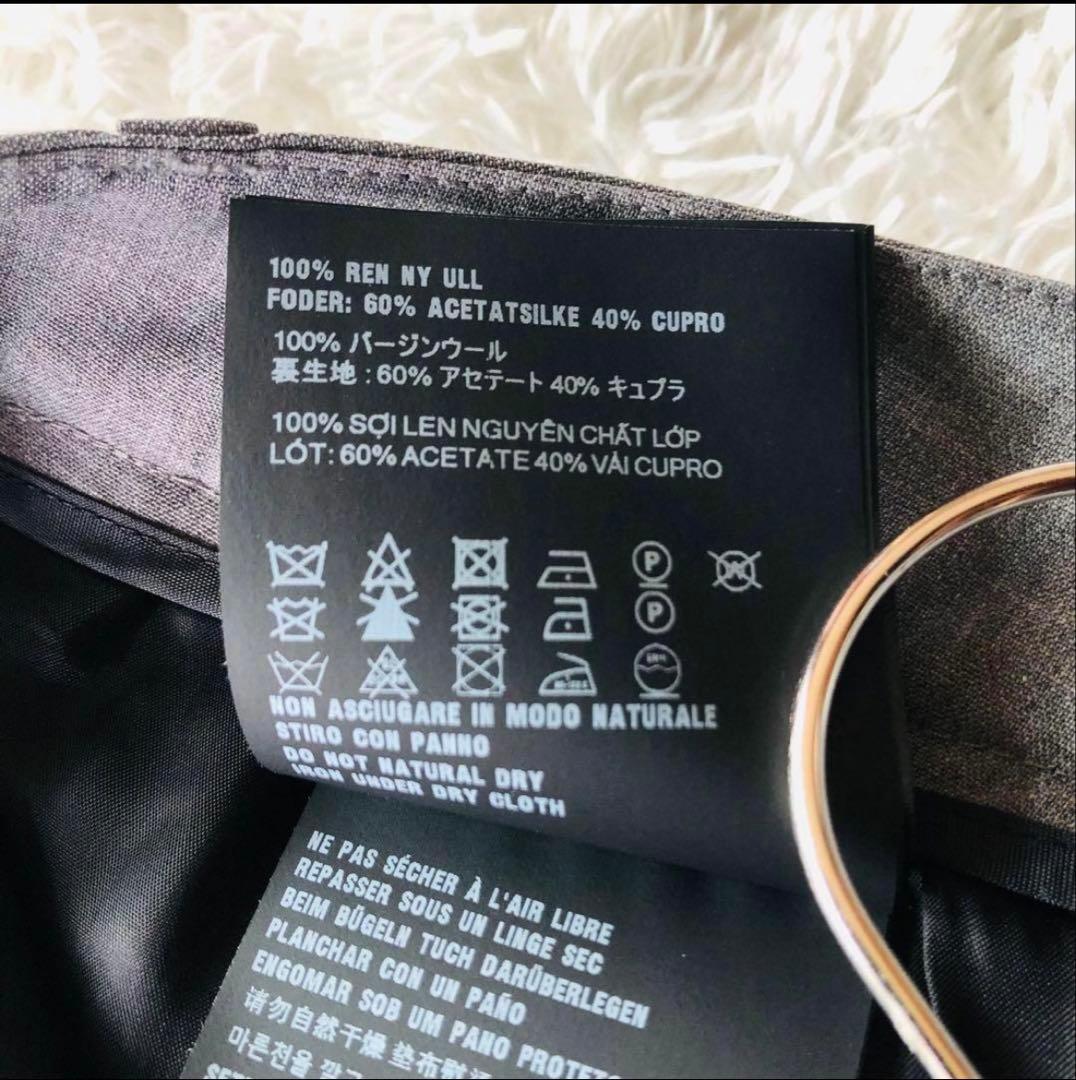 100% REN NY ULL
FODER: 60% ACETATSILKE 40% CUPRO
100% バージンウール
裏生地 : 60% アセテート 40% キュプラ
100% SỢI LEN NGUYÊN CHẤT LỚP
LÓT: 60% ACETATE 40% VẢI CUPRO
P
P
NON ASCIUGARE IN MODO NATURALE
STIRO CON PANNO
DO NOT NATURAL DRY
IRON UNDER DRY CLOTH
NE PAS SÉCHER À L'AIR LIBRE
REPASSER SOUS UN LINGE SEC
BEIM BÜGELN TUCH DARÜBERLEGEN
PLANCHAR CON UN PAÑO
ENGOMAR SOB UM PANO
请勿自然干燥 垫布
마른천을